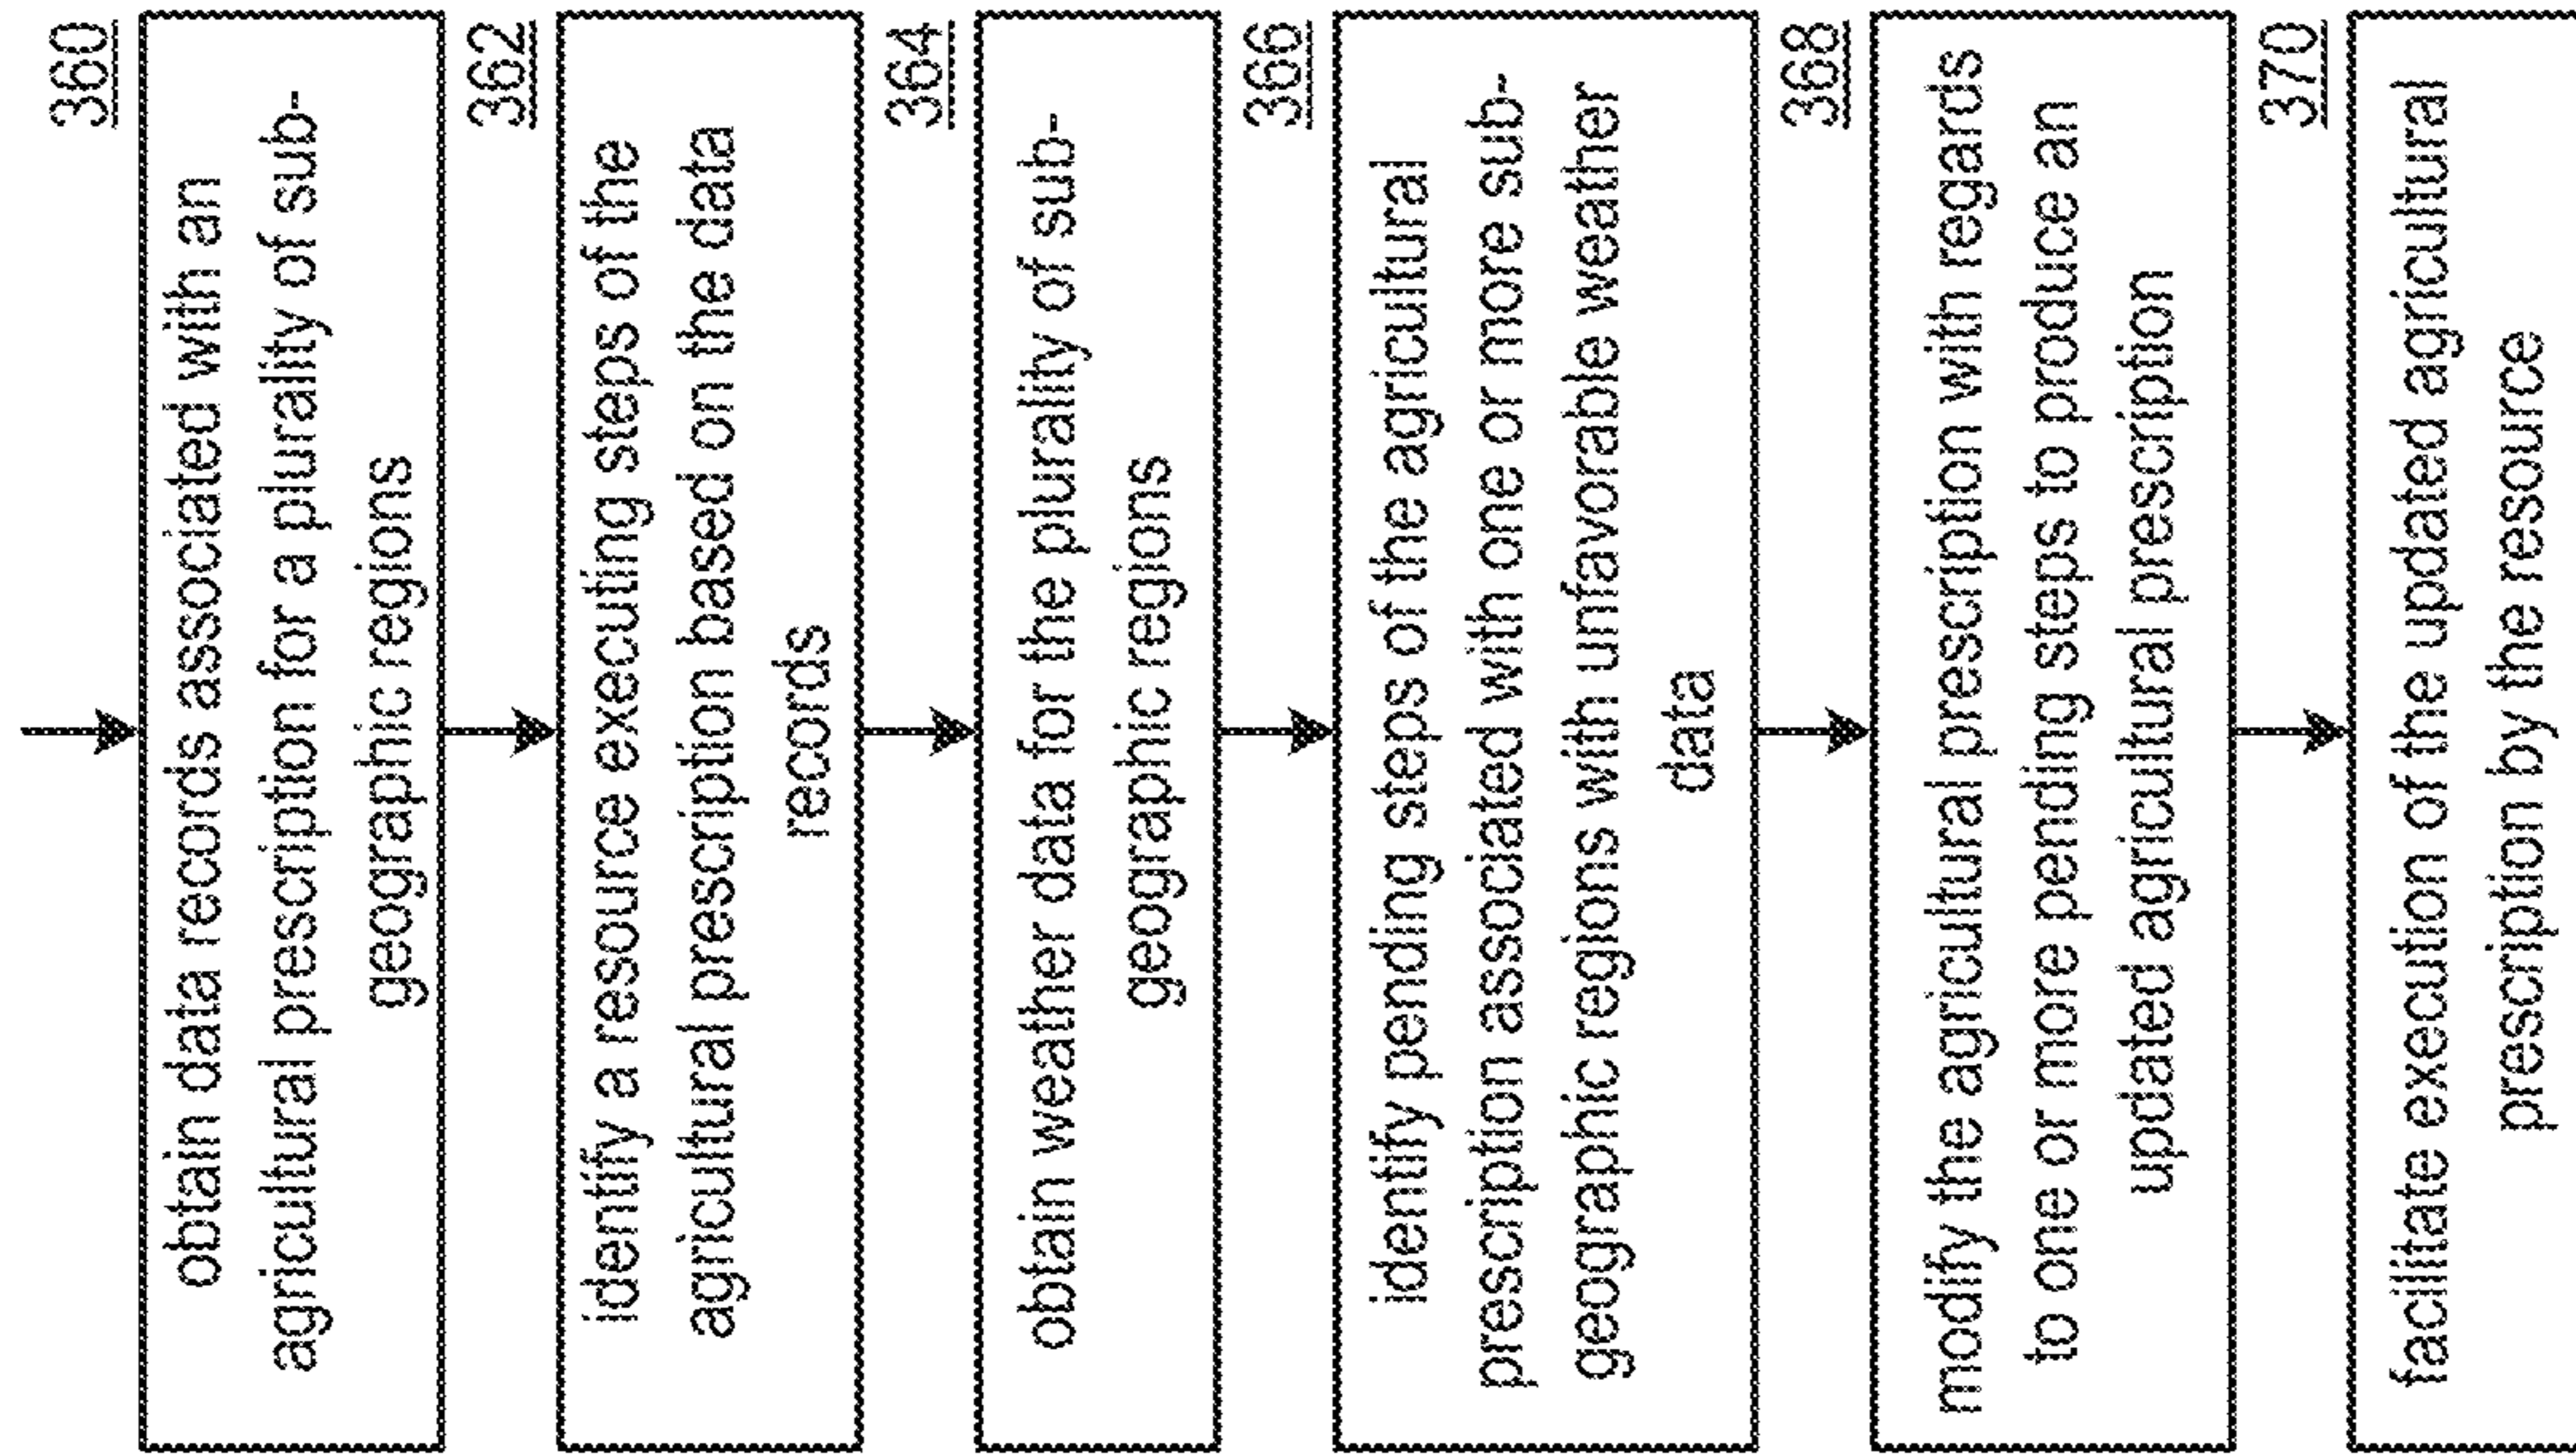 360
obtain data records associated with an
agricultural prescription for a plurality of sub-
geographic regions
362
identify a resource executing steps of the
agricultural prescription based on the data
records
364
obtain weather data for the plurality of sub-
geographic regions
366
identify pending steps of the agricultural
prescription associated with one or more sub-
geographic regions with unfavorable weather
data
368
modify the agricultural prescription with regards
to one or more pending steps to produce an
updated agricultural prescription
370
facilitate execution of the updated agricultural
prescription by the resource